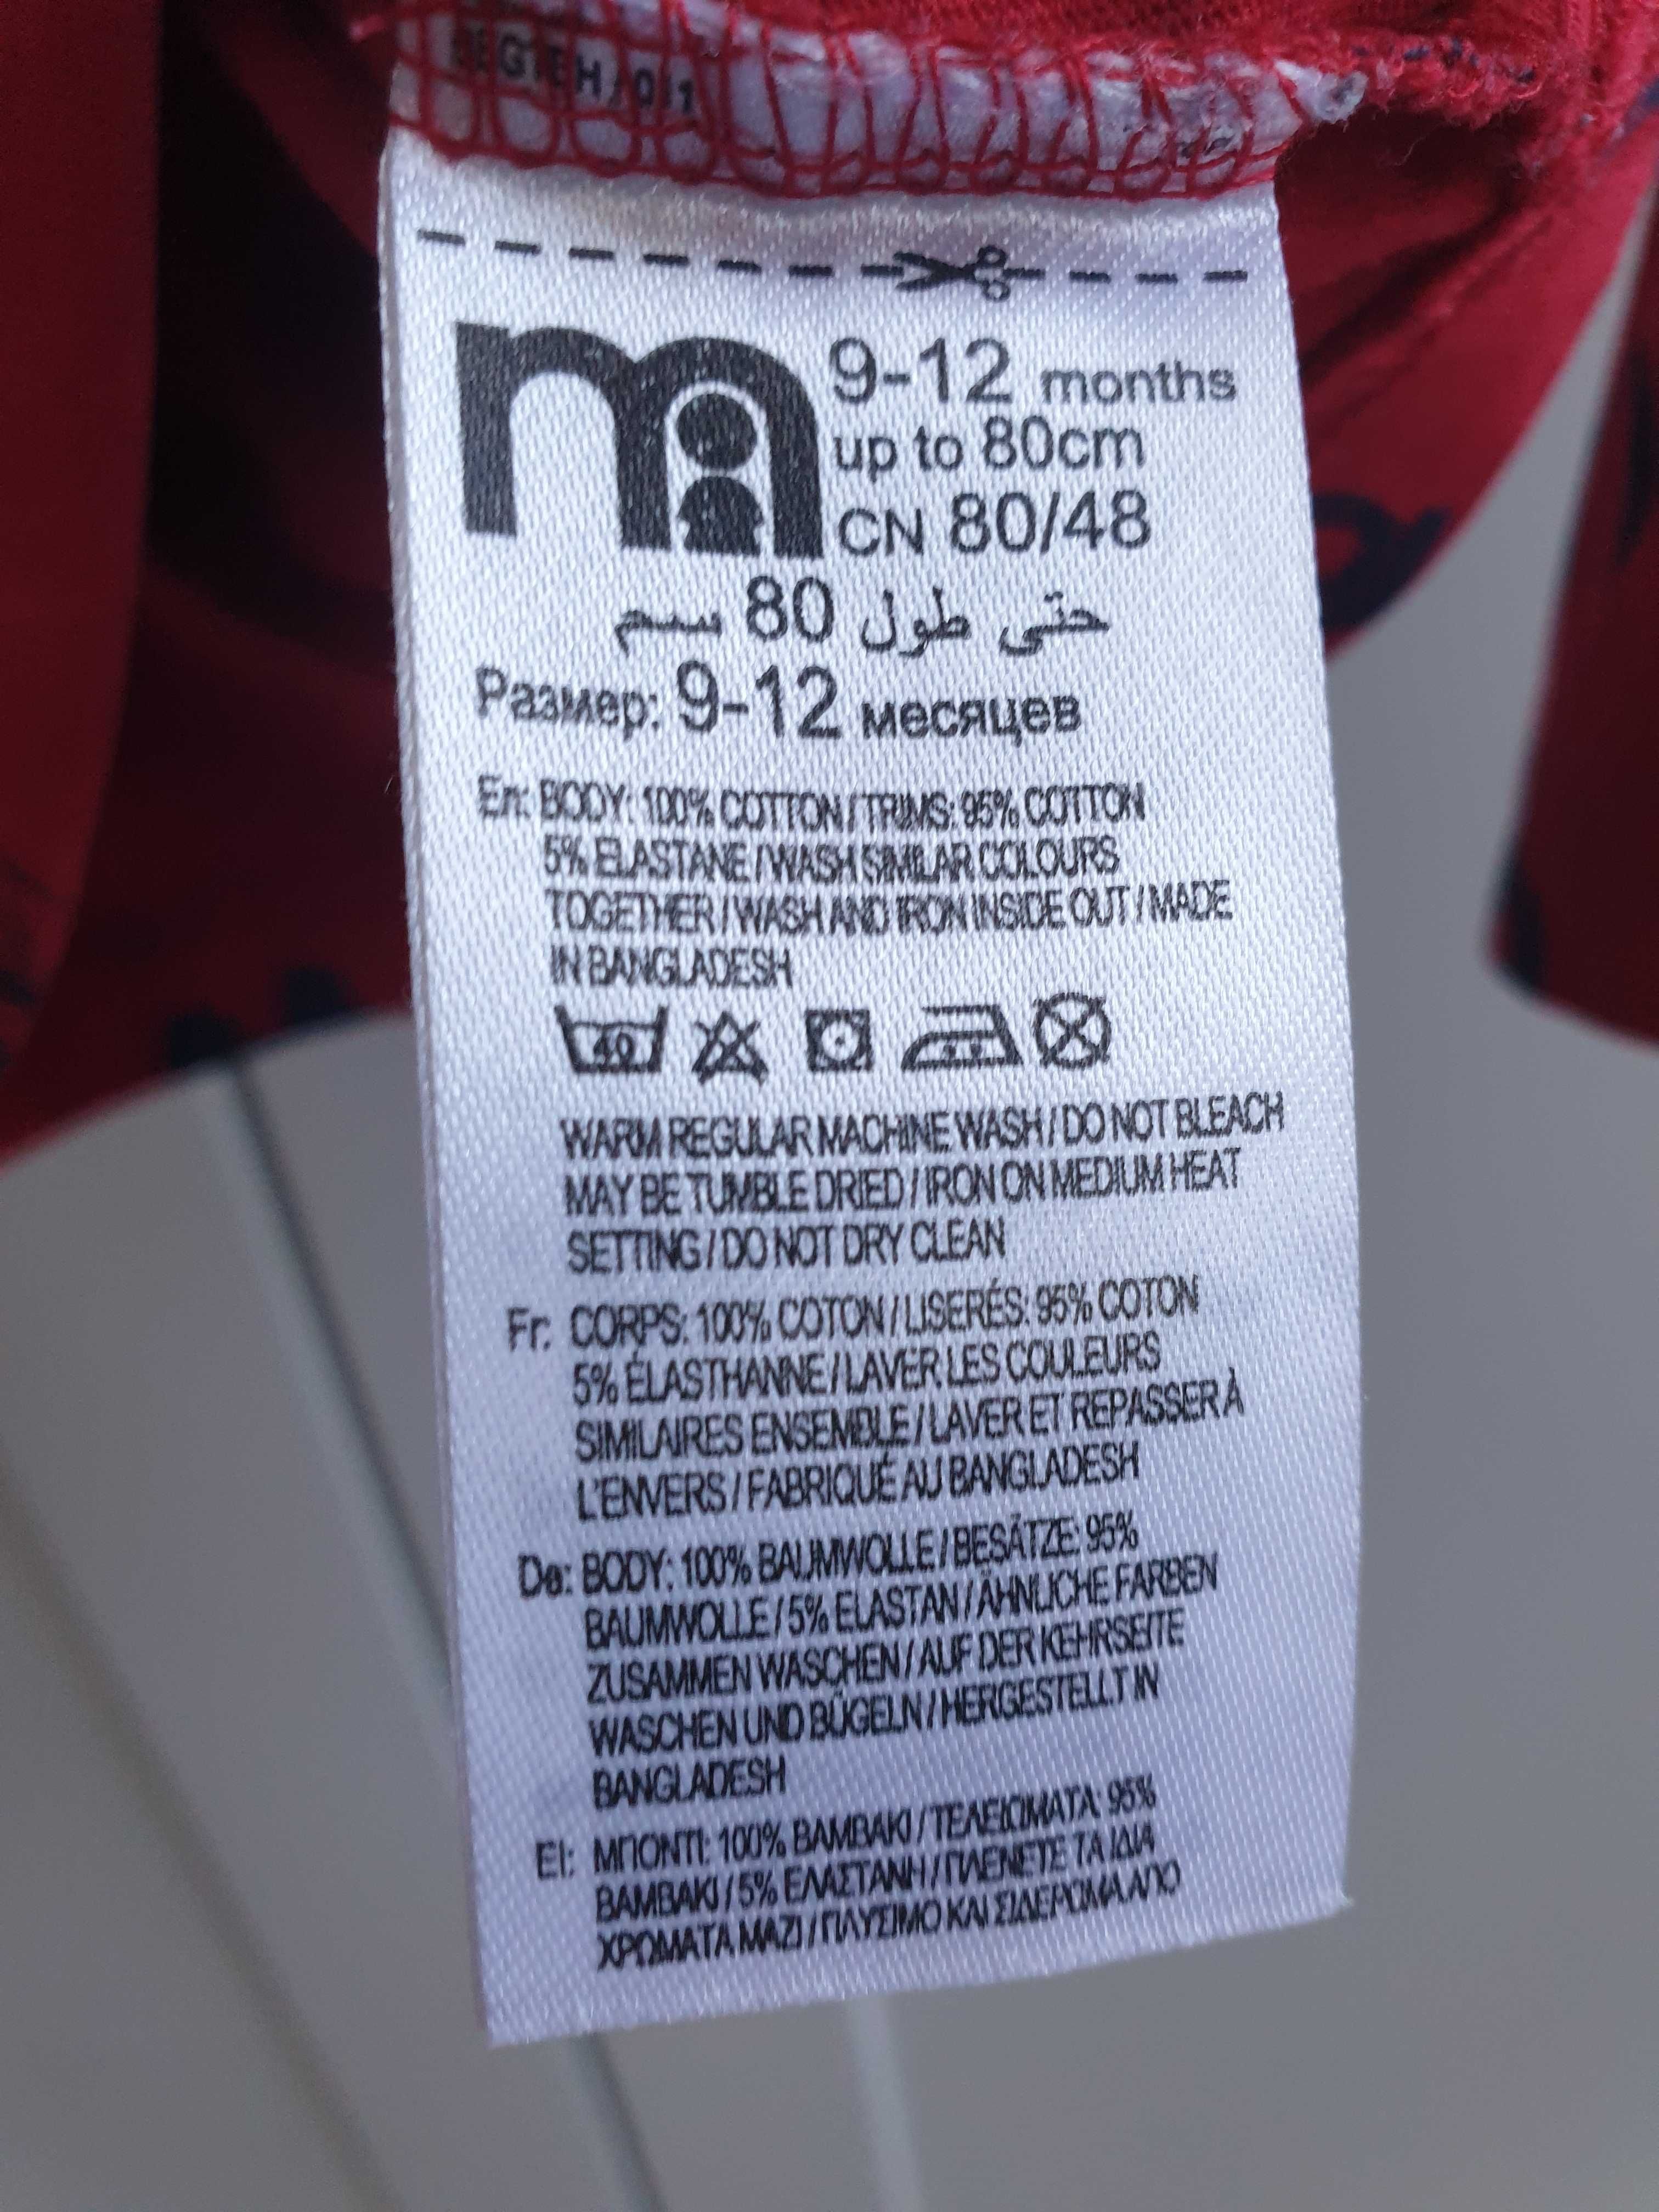 9-12 months
up to 80cm
CN 80/48
حتى طول 80 سم
Размер: 9-12 месяцев
En: BODY: 100% COTTON / TRIMS: 95% COTTON
5% ELASTANE / WASH SIMILAR COLOURS
TOGETHER / WASH AND IRON INSIDE OUT / MADE
IN BANGLADESH
40
WARM REGULAR MACHINE WASH / DO NOT BLEACH
MAY BE TUMBLE DRIED / IRON ON MEDIUM HEAT
SETTING / DO NOT DRY CLEAN
Fr: CORPS: 100% COTON / LISERÉS: 95% COTON
5% ÉLASTHANNE / LAVER LES COULEURS
SIMILAIRES ENSEMBLE / LAVER ET REPASSER À
L'ENVERS / FABRIQUÉ AU BANGLADESH
De: BODY: 100% BAUMWOLLE / BESÄTZE: 95%
BAUMWOLLE / 5% ELASTAN / ÄHNLICHE FARBEN
ZUSAMMEN WASCHEN / AUF DER KEHRSEITE
WASCHEN UND BÜGELN / HERGESTELLT IN
BANGLADESH
El: ΜΠΟΝΤΙ: 100% ΒΑΜΒΑΚΙ / ΤΕΛΕΙΩΜΑΤΑ: 95%
ΒΑΜΒΑΚΙ / 5% ΕΛΑΣΤΑΝΗ / ΠΛΕΝΕΤΕ ΤΑ ΙΔΙΑ
ΧΡΩΜΑΤΑ ΜΑΖΙ / ΠΛΥΣΙΜΟ ΚΑΙ ΣΙΔΕΡΩΜΑ ΑΠΟ